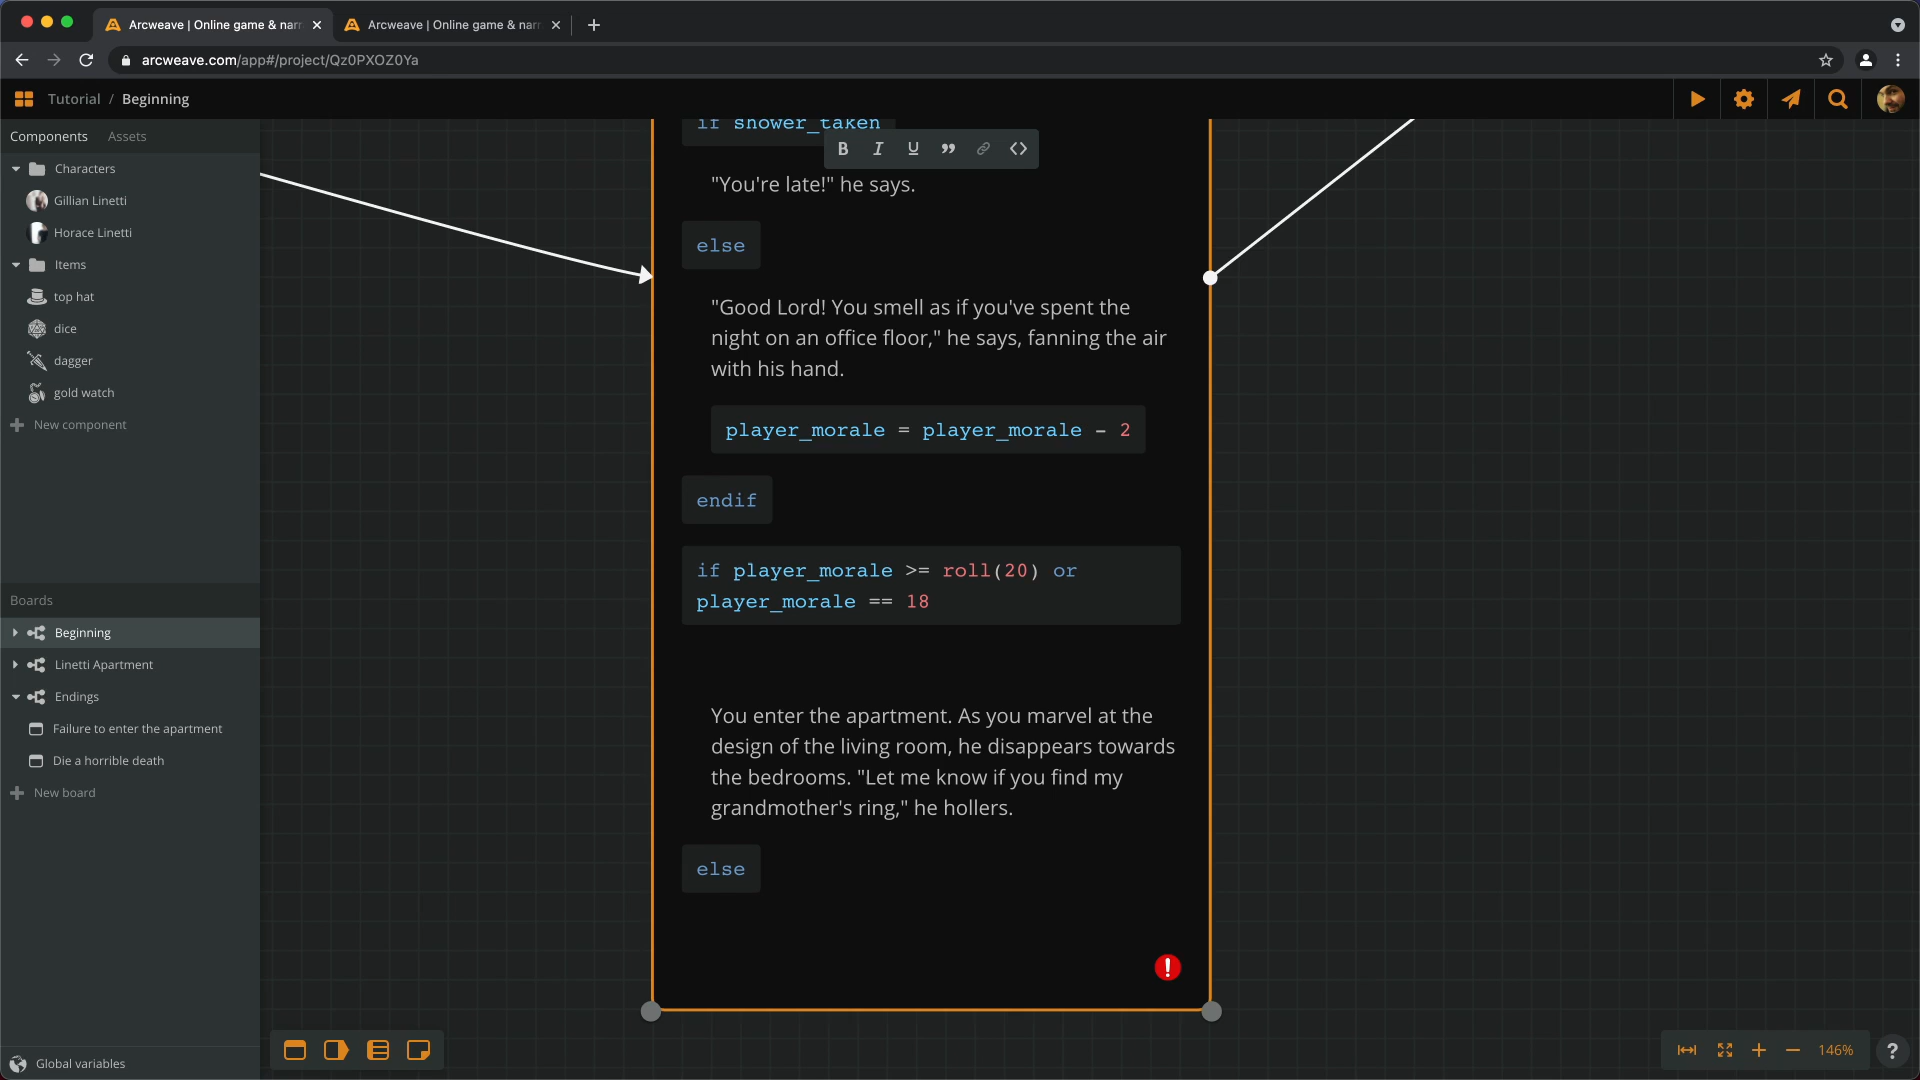 Arcweave | Online game & narr
Arcweave | Online game & narr
arcweave.com/app#/project/Qz0PXOZ0Ya
Tutorial / Beginning
Components Assets
Characters
Gillian Linetti
Horace Linetti
Items
top hat
dice
dagger
gold watch
New component
Boards
Beginning
Linetti Apartment
Endings
Failure to enter the apartment
Die a horrible death
New board
Global variables
if shower_taken
B I U
"You're late!" he says.
else
"Good Lord! You smell as if you've spent the
night on an office floor," he says, fanning the air
with his hand.
player_morale = player_morale - 2
endif
if player_morale >= roll(20) or
player_morale == 18
You enter the apartment. As you marvel at the
design of the living room, he disappears towards
the bedrooms. "Let me know if you find my
grandmother's ring," he hollers.
else
146%